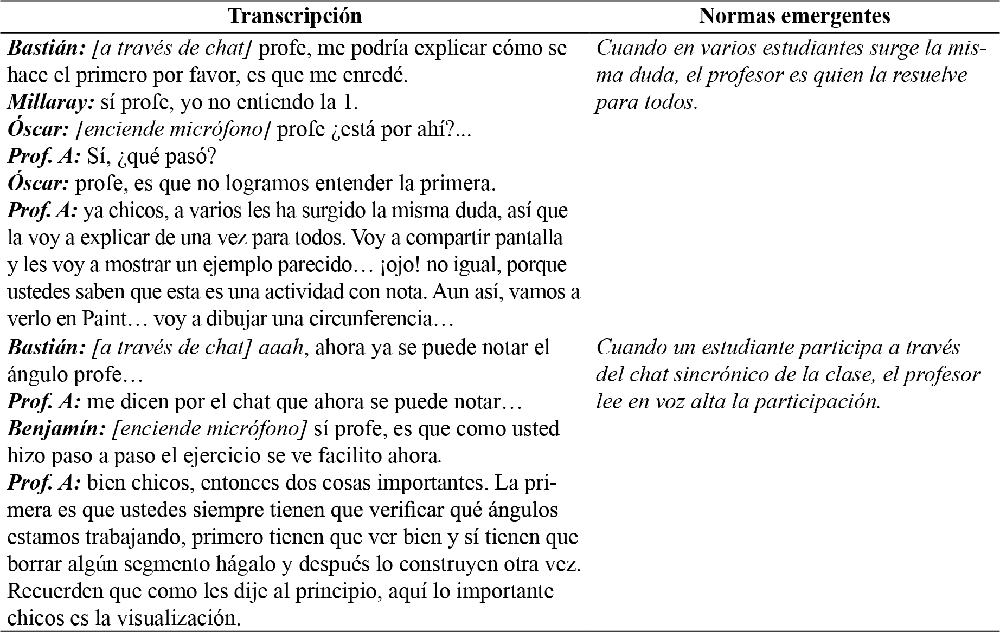 Transcripción
Normas emergentes
Bastián: [a través de chat] profe, me podría explicar cómo se
hace el primero por favor, es que me enredé.
Millaray: sí profe, yo no entiendo la 1.
Óscar: [enciende micrófono] profe ¿está por ahí?...
Prof. A: Sí, ¿qué pasó?
Óscar: profe, es que no logramos entender la primera.
Prof. A: ya chicos, a varios les ha surgido la misma duda, así que
la voy a explicar de una vez para todos. Voy a compartir pantalla
y les voy a mostrar un ejemplo parecido… ¡ojo! no igual, porque
ustedes saben que esta es una actividad con nota. Aun así, vamos a
verlo en Paint… voy a dibujar una circunferencia…
Cuando en varios estudiantes surge la mis-
ma duda, el profesor es quien la resuelve
para todos.
Bastián: [a través de chat] aaah, ahora ya se puede notar el
ángulo profe…
Prof. A: me dicen por el chat que ahora se puede notar…
Benjamín: [enciende micrófono] sí profe, es que como usted
hizo paso a paso el ejercicio se ve facilito ahora.
Prof. A: bien chicos, entonces dos cosas importantes. La pri-
mera es que ustedes siempre tienen que verificar qué ángulos
estamos trabajando, primero tienen que ver bien y sí tienen que
borrar algún segmento hágalo y después lo construyen otra vez.
Recuerden que como les dije al principio, aquí lo importante
chicos es la visualización.
Cuando un estudiante participa a través
del chat sincrónico de la clase, el profesor
lee en voz alta la participación.